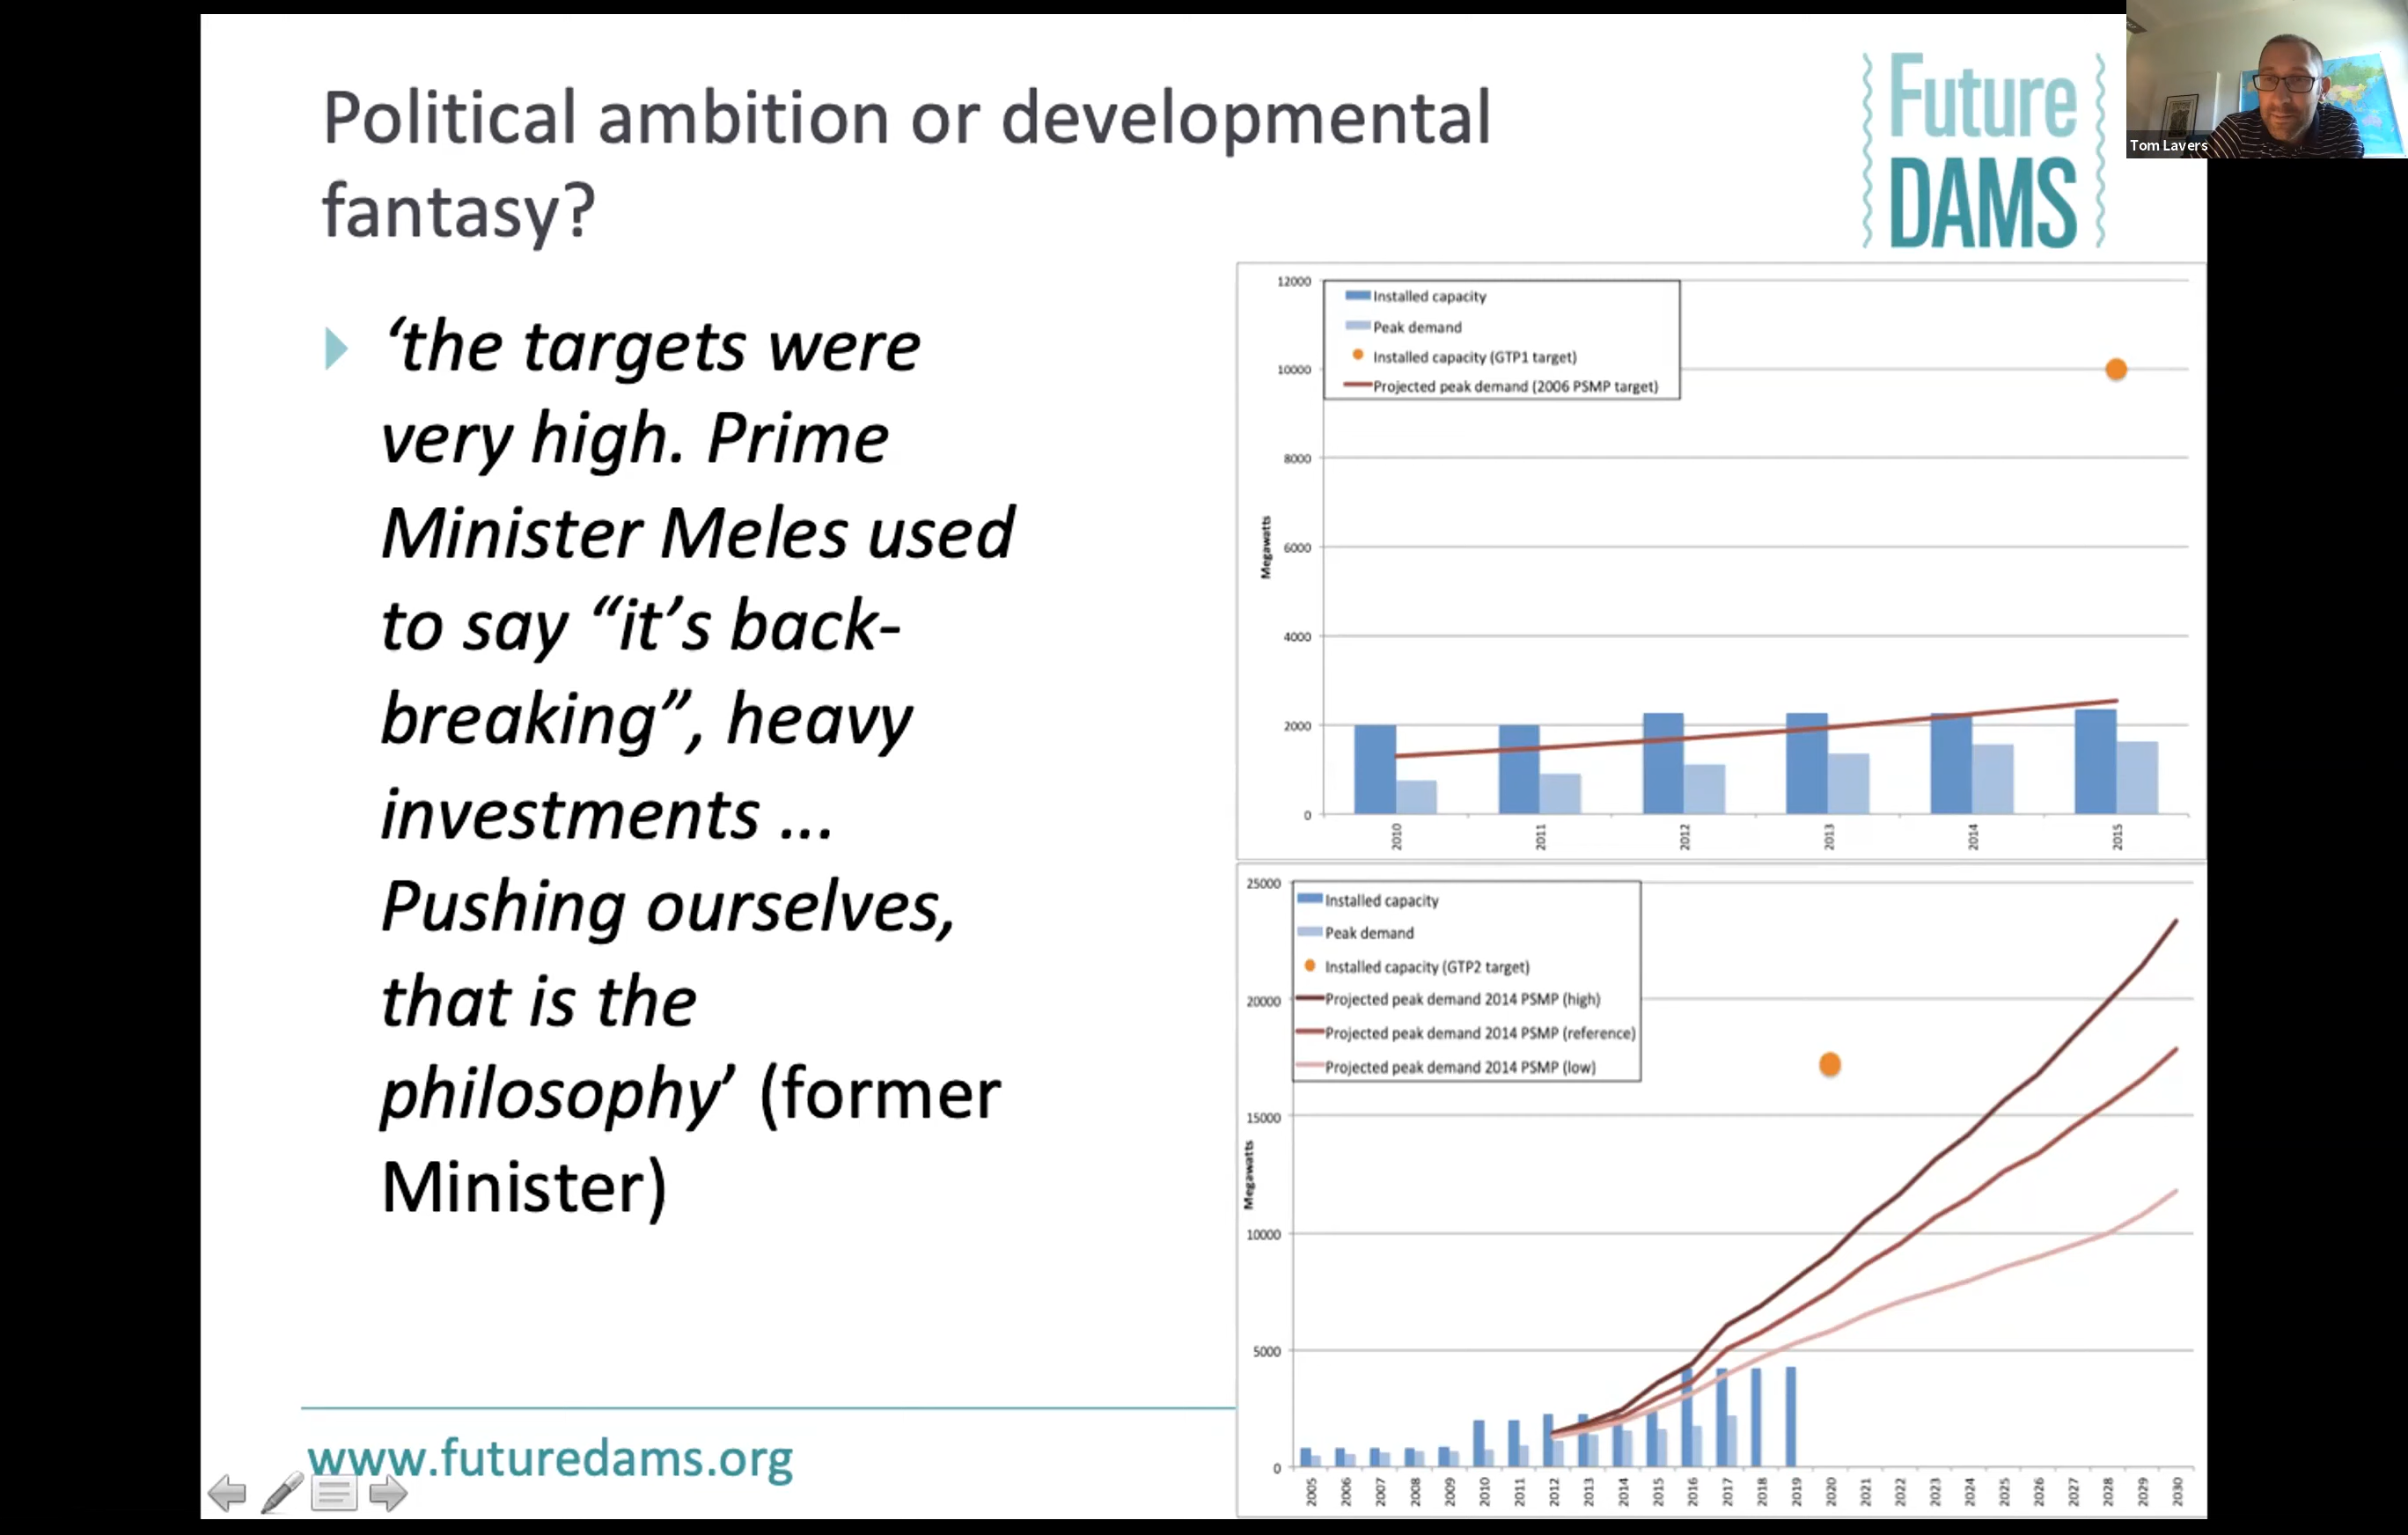 Political ambition or developmental
fantasy?
Future
DAMS
Tom Lavers
‘the targets were
very high. Prime
Minister Meles used
to say “it’s back-
breaking”, heavy
investments ...
Pushing ourselves,
that is the
philosophy’ (former
Minister)
12000
10000
8000
6000
4000
2000
0
Megawatts
Installed capacity
Peak demand
Installed capacity (GTP1 target)
Projected peak demand (2006 PSMP target)
2010 2011 2012 2013 2014 2015
25000
20000
15000
10000
5000
0
Megawatts
Installed capacity
Peak demand
Installed capacity (GTP2 target)
Projected peak demand 2014 PSMP (high)
Projected peak demand 2014 PSMP (reference)
Projected peak demand 2014 PSMP (low)
2005 2006 2007 2008 2009 2010 2011 2012 2013 2014 2015 2016 2017 2018 2019 2020 2021 2022 2023 2024 2025 2026 2027 2028 2029 2030
www.futuredams.org